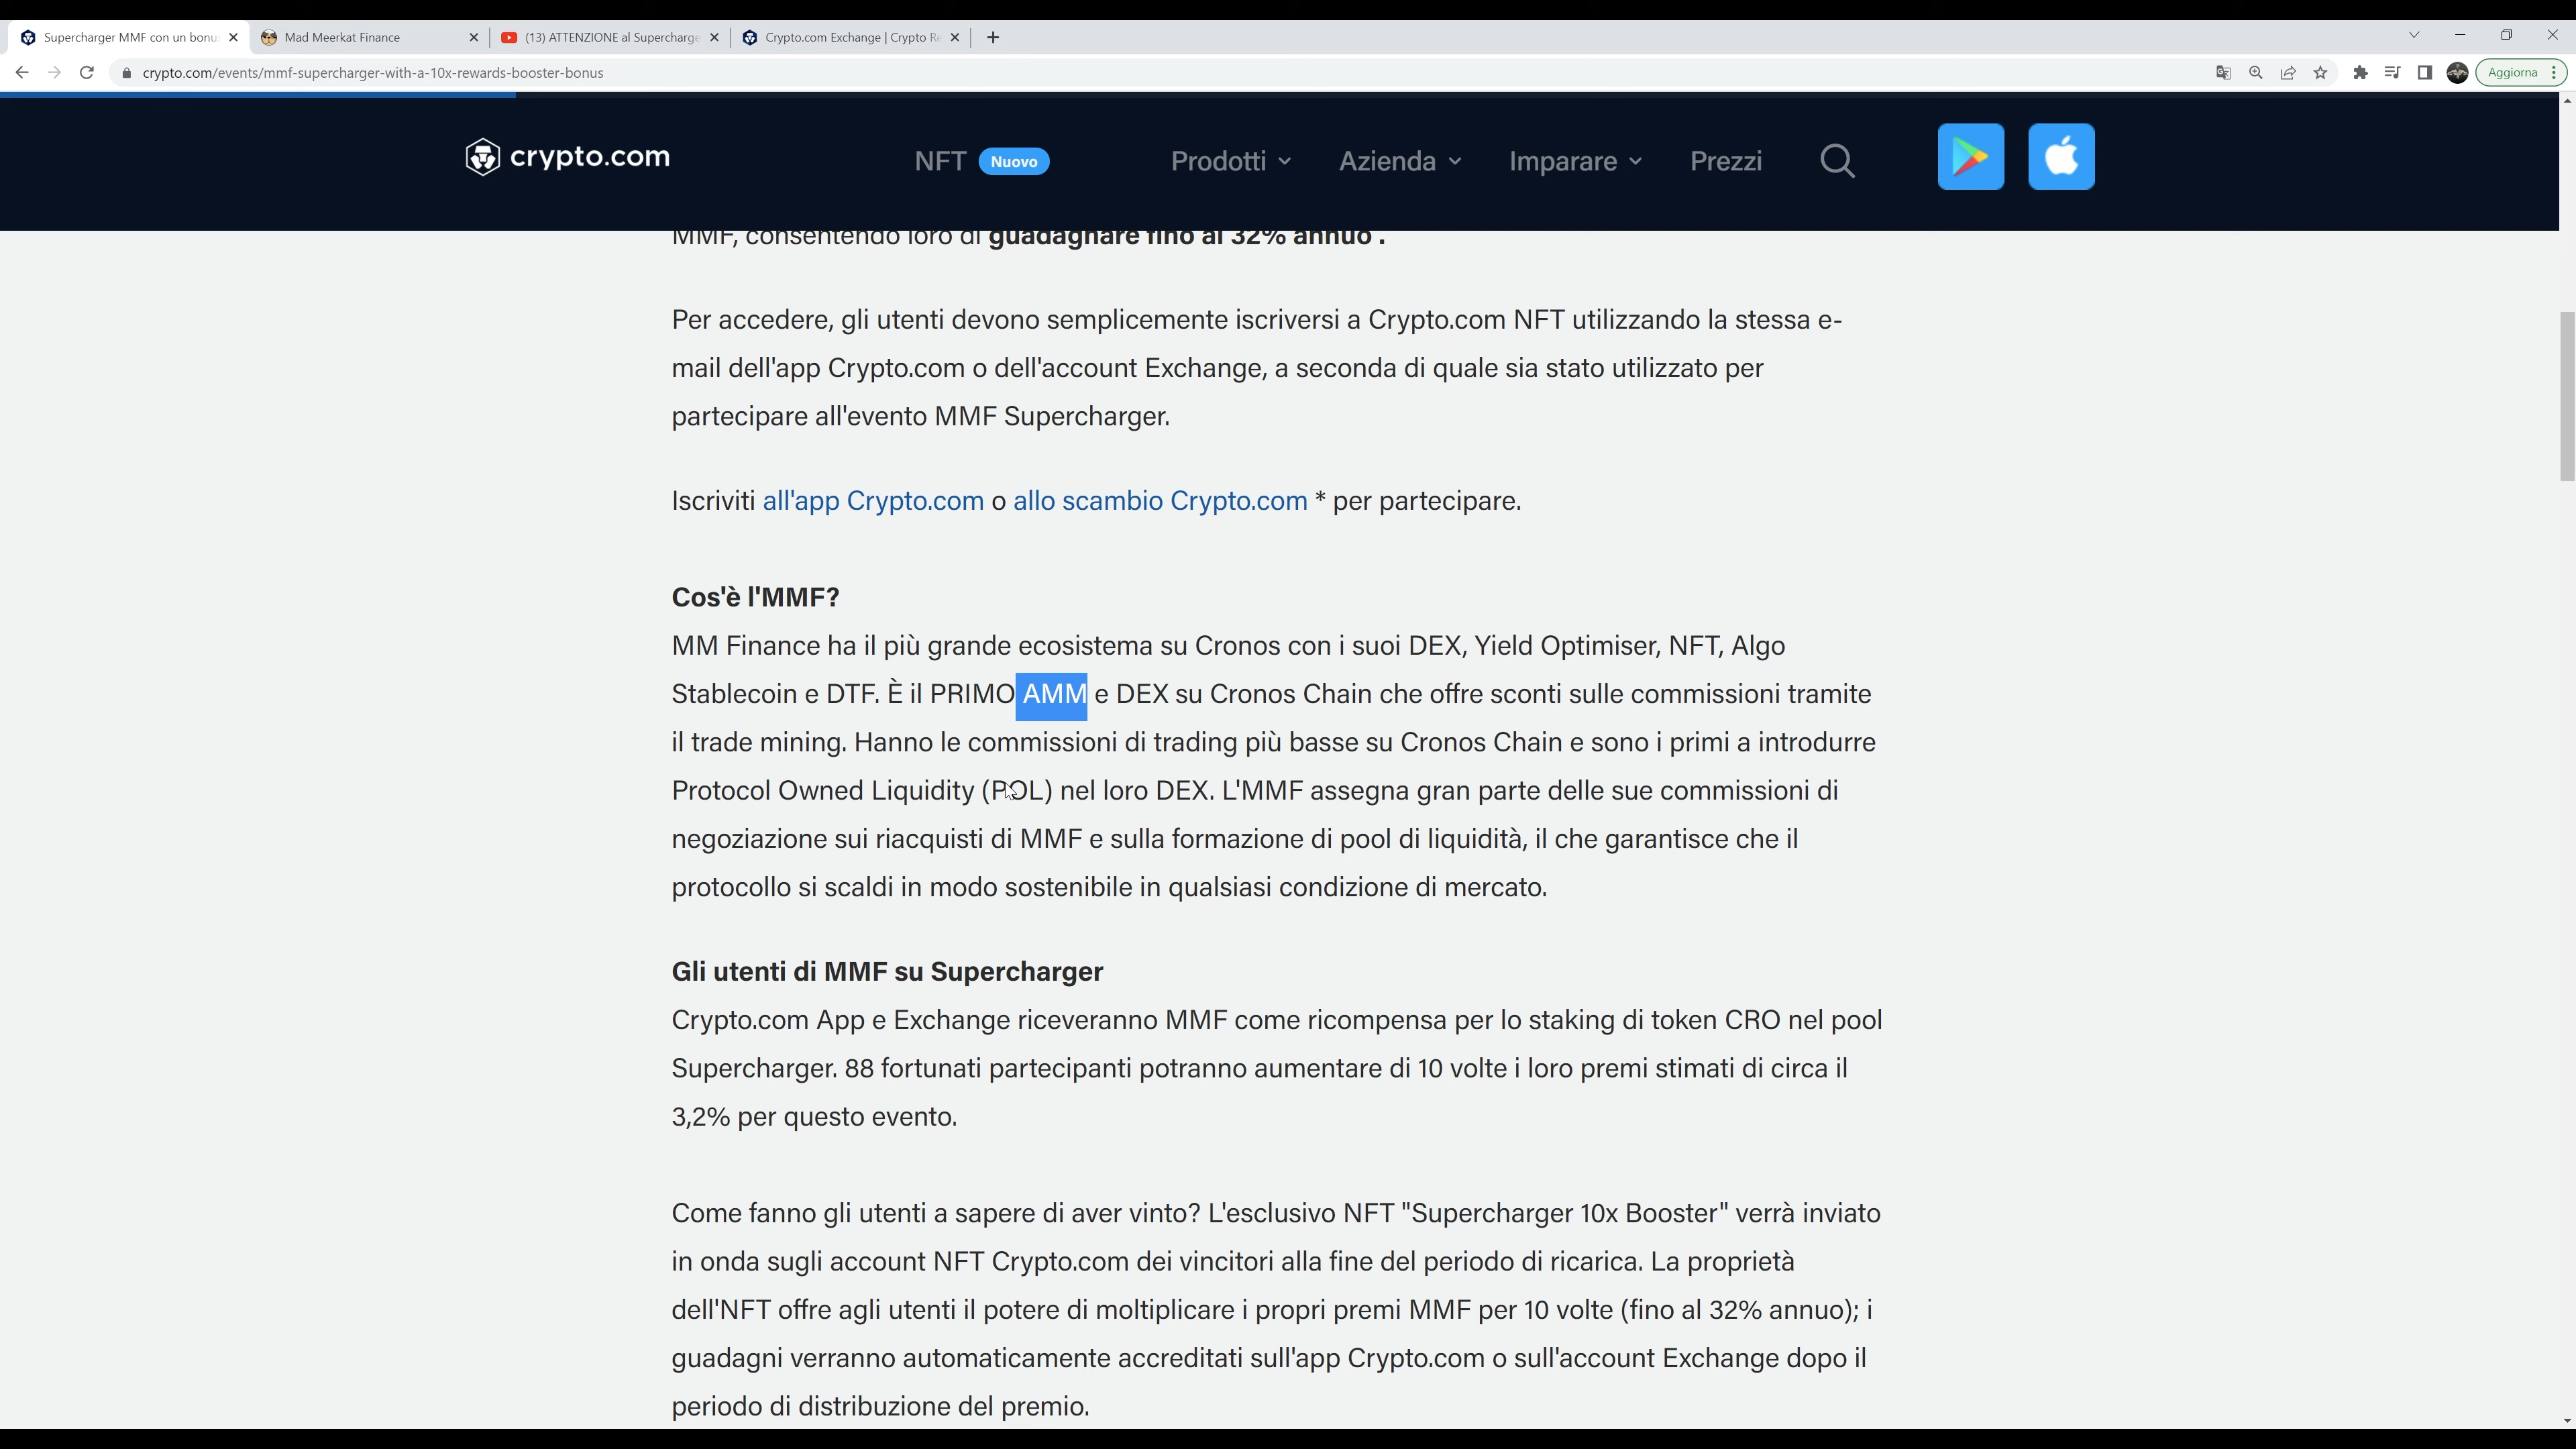 Supercharger MMF con un bonu
Mad Meerkat Finance
(13) ATTENZIONE al Supercharge
Crypto.com Exchange | Crypto Re
crypto.com/events/mmf-supercharger-with-a-10x-rewards-booster-bonus
Aggiorna
crypto.com
NFT Nuovo
Prodotti
Azienda
Imparare
Prezzi
MMF, consentendo loro di guadagnare fino al 32% annuo .
Per accedere, gli utenti devono semplicemente iscriversi a Crypto.com NFT utilizzando la stessa e-
mail dell'app Crypto.com o dell'account Exchange, a seconda di quale sia stato utilizzato per
partecipare all'evento MMF Supercharger.
Iscriviti all'app Crypto.com o allo scambio Crypto.com * per partecipare.
Cos'è l'MMF?
MM Finance ha il più grande ecosistema su Cronos con i suoi DEX, Yield Optimiser, NFT, Algo
Stablecoin e DTF. È il PRIMO AMM e DEX su Cronos Chain che offre sconti sulle commissioni tramite
il trade mining. Hanno le commissioni di trading più basse su Cronos Chain e sono i primi a introdurre
Protocol Owned Liquidity (POL) nel loro DEX. L'MMF assegna gran parte delle sue commissioni di
negoziazione sui riacquisti di MMF e sulla formazione di pool di liquidità, il che garantisce che il
protocollo si scaldi in modo sostenibile in qualsiasi condizione di mercato.
Gli utenti di MMF su Supercharger
Crypto.com App e Exchange riceveranno MMF come ricompensa per lo staking di token CRO nel pool
Supercharger. 88 fortunati partecipanti potranno aumentare di 10 volte i loro premi stimati di circa il
3,2% per questo evento.
Come fanno gli utenti a sapere di aver vinto? L'esclusivo NFT "Supercharger 10x Booster" verrà inviato
in onda sugli account NFT Crypto.com dei vincitori alla fine del periodo di ricarica. La proprietà
dell'NFT offre agli utenti il potere di moltiplicare i propri premi MMF per 10 volte (fino al 32% annuo); i
guadagni verranno automaticamente accreditati sull'app Crypto.com o sull'account Exchange dopo il
periodo di distribuzione del premio.